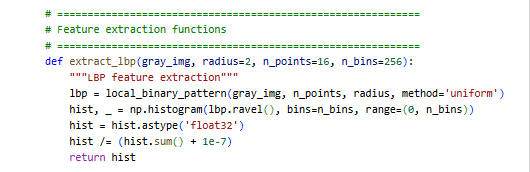 # ============================================================
# Feature extraction functions
# ============================================================
def extract_lbp(gray_img, radius=2, n_points=16, n_bins=256):
    """LBP feature extraction"""
    lbp = local_binary_pattern(gray_img, n_points, radius, method='uniform')
    hist, _ = np.histogram(lbp.ravel(), bins=n_bins, range=(0, n_bins))
    hist = hist.astype('float32')
    hist /= (hist.sum() + 1e-7)
    return hist